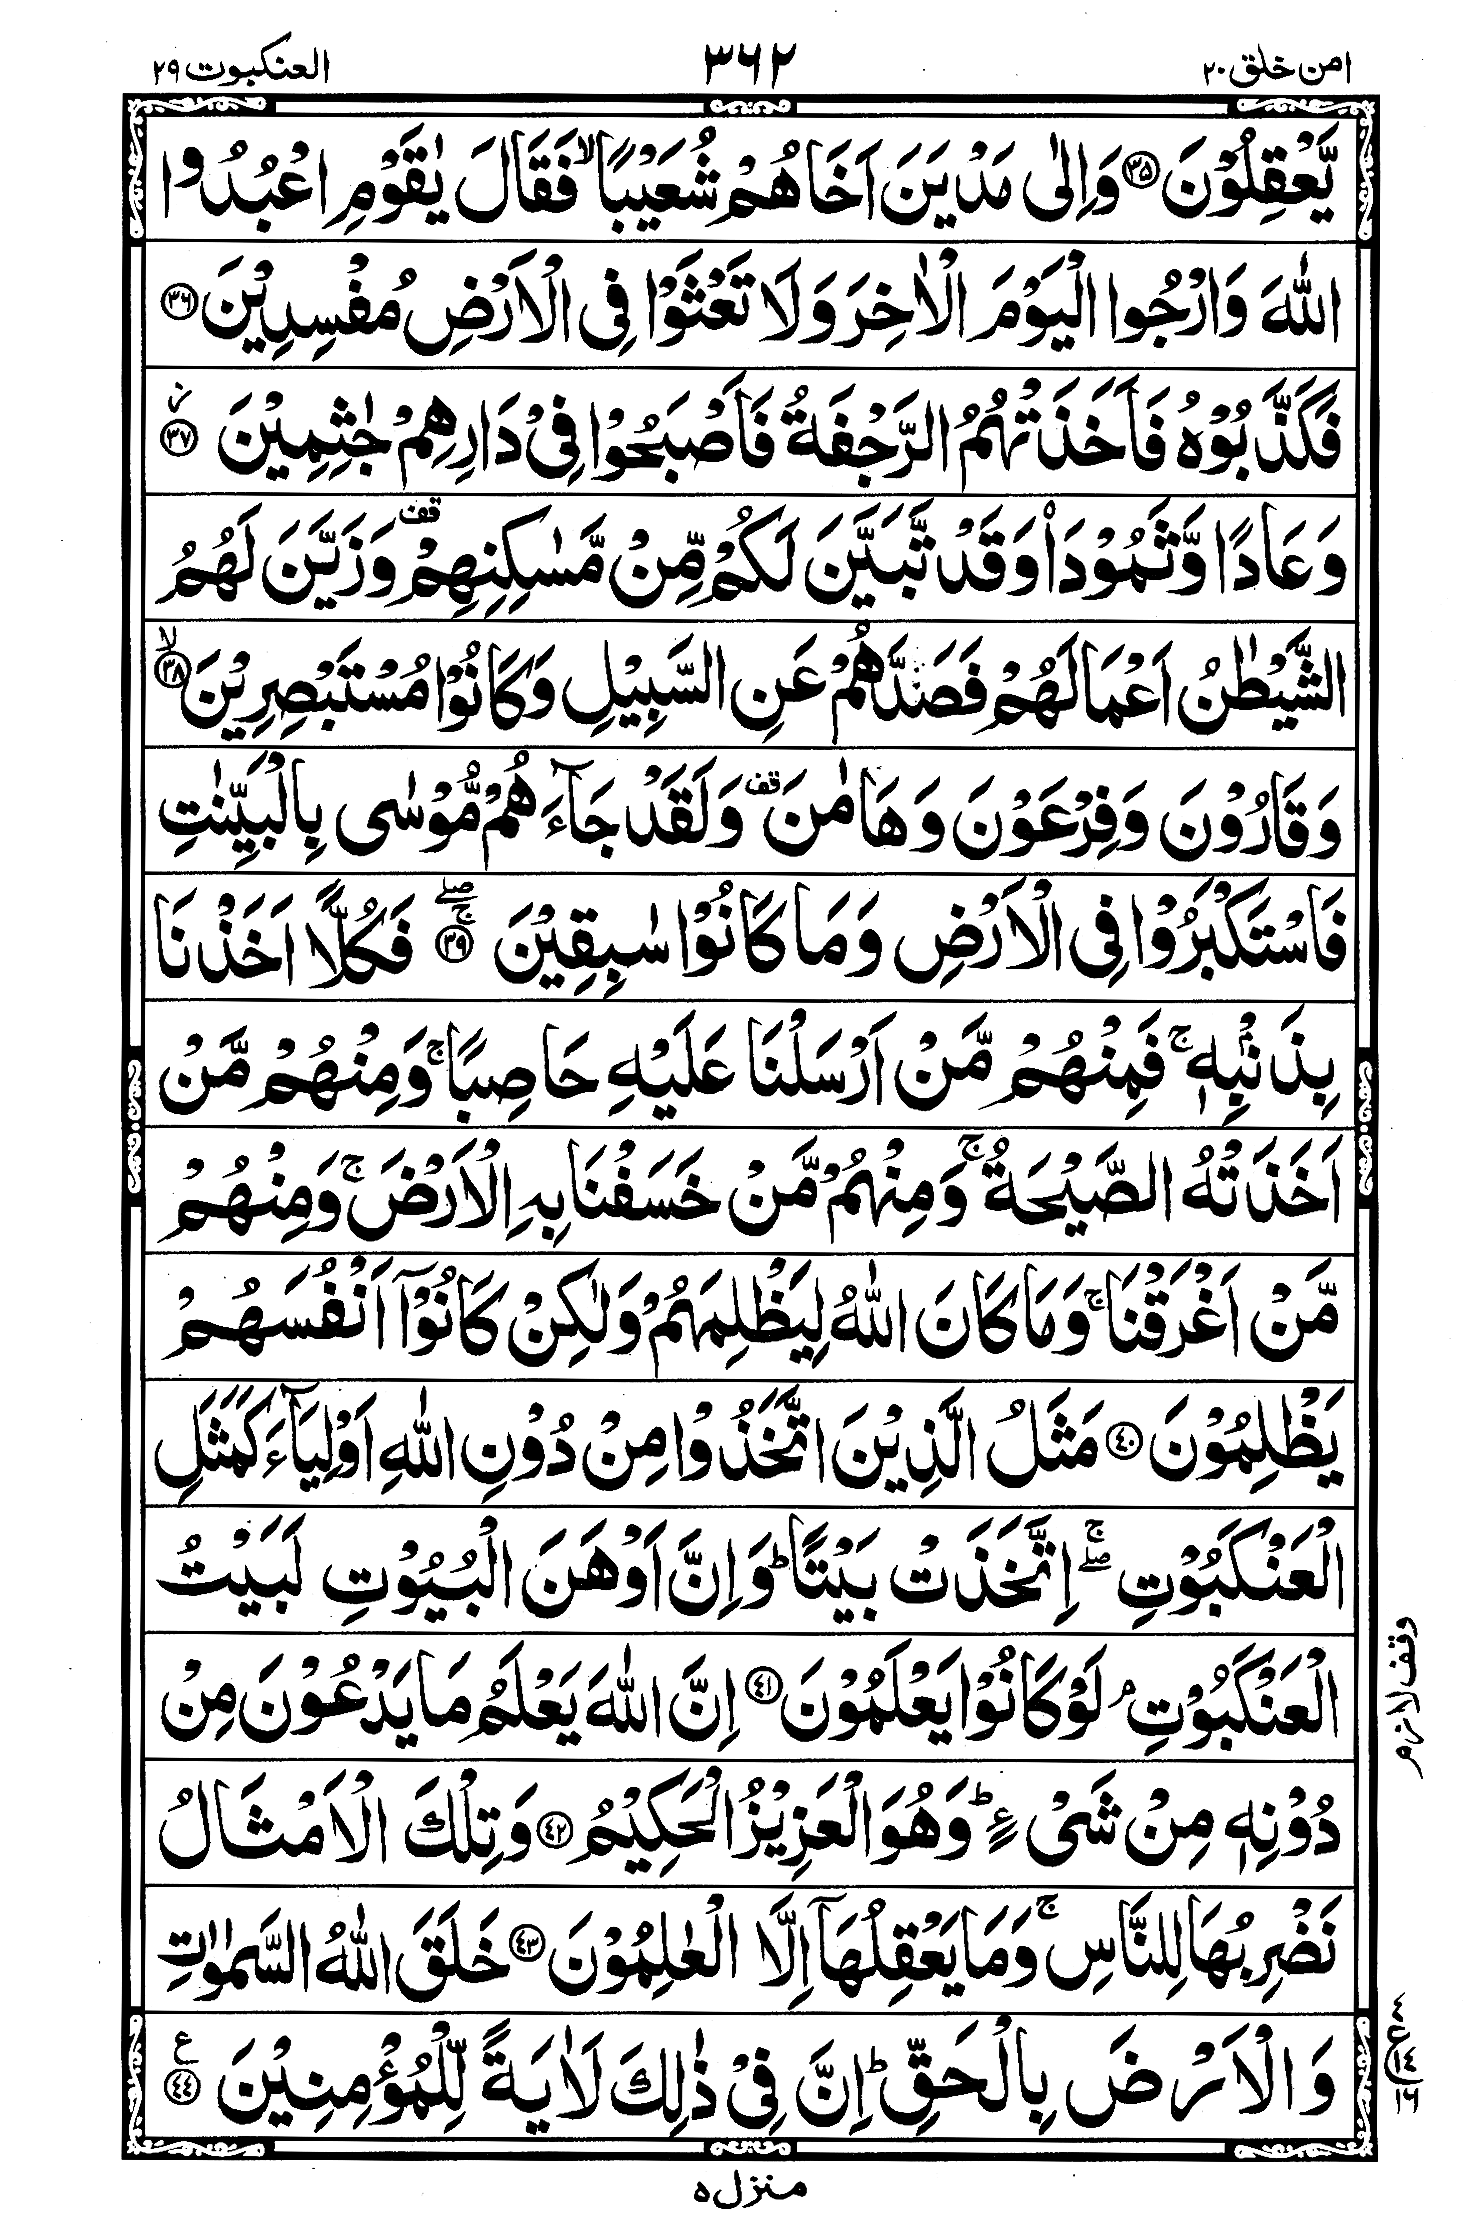 امن خلق ٢٠ ٣٦٢ العنكبوت ٢٩
يَّعْقِلُوْنَ ﴿٣٥﴾ وَاِلٰى مَدْيَنَ اَخَاهُمْ شُعَيْبًا ۙ فَقَالَ يٰقَوْمِ اعْبُدُوا
اللّٰهَ وَارْجُوا الْيَوْمَ الْاٰخِرَ وَلَا تَعْثَوْا فِى الْاَرْضِ مُفْسِدِيْنَ ﴿٣٦﴾
فَكَذَّبُوْهُ فَاَخَذَتْهُمُ الرَّجْفَةُ فَاَصْبَحُوْا فِىْ دَارِهِمْ جٰثِمِيْنَ ﴿٣٧﴾ ز
وَعَادًا وَّثَمُوْدَا۟ وَقَدْ تَّبَيَّنَ لَكُمْ مِّنْ مَّسٰكِنِهِمْ قف وَزَيَّنَ لَهُمُ
الشَّيْطٰنُ اَعْمَالَهُمْ فَصَدَّهُمْ عَنِ السَّبِيْلِ وَكَانُوْا مُسْتَبْصِرِيْنَ ﴿٣٨﴾ ۙ
وَقَارُوْنَ وَفِرْعَوْنَ وَهَامٰنَ قف وَلَقَدْ جَآءَهُمْ مُّوْسٰى بِالْبَيِّنٰتِ
فَاسْتَكْبَرُوْا فِى الْاَرْضِ وَمَا كَانُوْا سٰبِقِيْنَ ﴿٣٩﴾ ۚ ۖ فَكُلًّا اَخَذْنَا
بِذَنْۢبِهٖ ۚ فَمِنْهُمْ مَّنْ اَرْسَلْنَا عَلَيْهِ حَاصِبًا ۚ وَمِنْهُمْ مَّنْ
اَخَذَتْهُ الصَّيْحَةُ ۚ وَمِنْهُمْ مَّنْ خَسَفْنَا بِهِ الْاَرْضَ ۚ وَمِنْهُمْ
مَّنْ اَغْرَقْنَا ۚ وَمَا كَانَ اللّٰهُ لِيَظْلِمَهُمْ وَلٰكِنْ كَانُوْٓا اَنْفُسَهُمْ
يَظْلِمُوْنَ ﴿٤٠﴾ مَثَلُ الَّذِيْنَ اتَّخَذُوْا مِنْ دُوْنِ اللّٰهِ اَوْلِيَآءَ كَمَثَلِ
الْعَنْكَبُوْتِ ۚ ۖ اِتَّخَذَتْ بَيْتًا ؕ وَاِنَّ اَوْهَنَ الْبُيُوْتِ لَبَيْتُ
الْعَنْكَبُوْتِ ۘ لَوْ كَانُوْا يَعْلَمُوْنَ ﴿٤١﴾ اِنَّ اللّٰهَ يَعْلَمُ مَا يَدْعُوْنَ مِنْ
دُوْنِهٖ مِنْ شَىْءٍ ؕ وَهُوَ الْعَزِيْزُ الْحَكِيْمُ ﴿٤٢﴾ وَتِلْكَ الْاَمْثَالُ
نَضْرِبُهَا لِلنَّاسِ ۚ وَمَا يَعْقِلُهَآ اِلَّا الْعٰلِمُوْنَ ﴿٤٣﴾ خَلَقَ اللّٰهُ السَّمٰوٰتِ
وَالْاَرْضَ بِالْحَقِّ ؕ اِنَّ فِىْ ذٰلِكَ لَاٰيَةً لِّلْمُؤْمِنِيْنَ ﴿٤٤﴾ ع
وقف لازم
منزل ٥